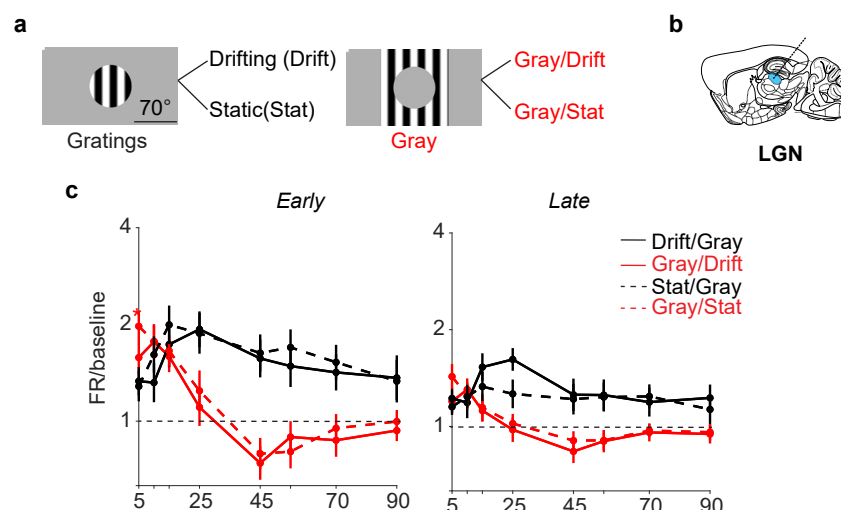 a
Drifting (Drift)
Static(Stat)
70°
Gratings
Gray/Drift
Gray/Stat
Gray
b
LGN
c
Early
Late
FR/baseline
4
2
1
*
5 25 45 70 90
4
2
1
5 25 45 70 90
Drift/Gray
Gray/Drift
Stat/Gray
Gray/Stat